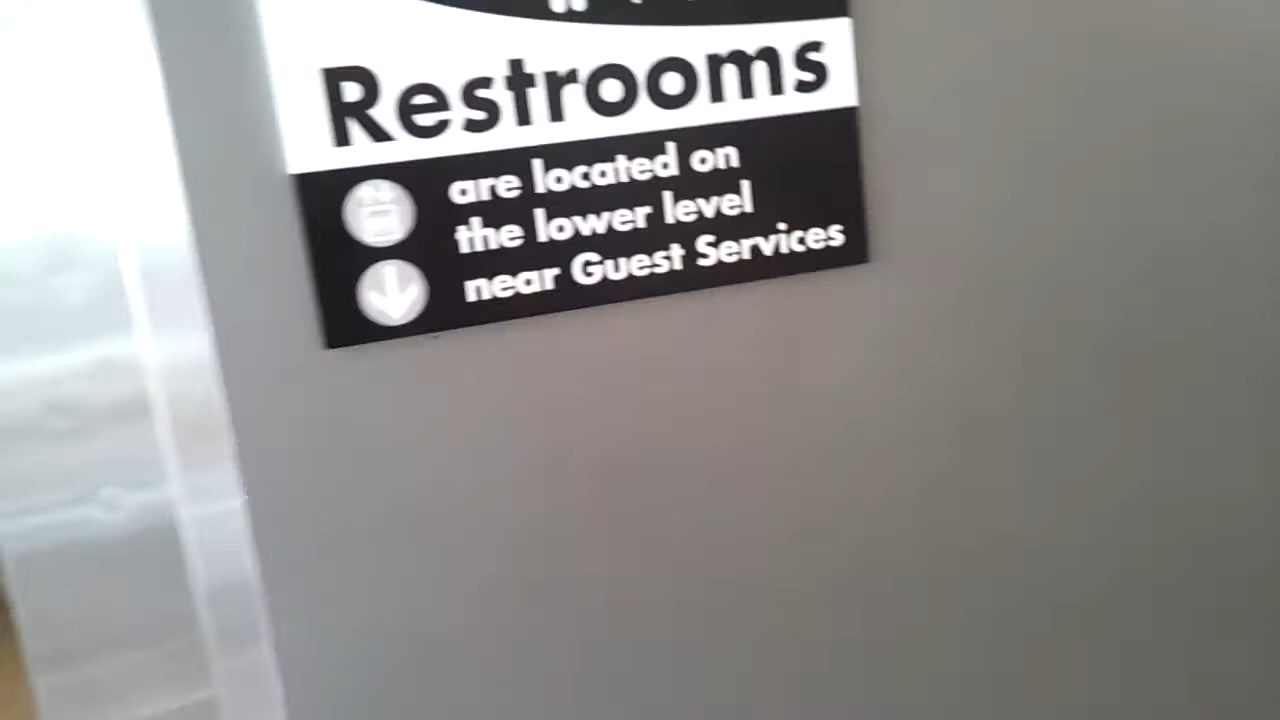 Restrooms
are located on
the lower level
near Guest Services